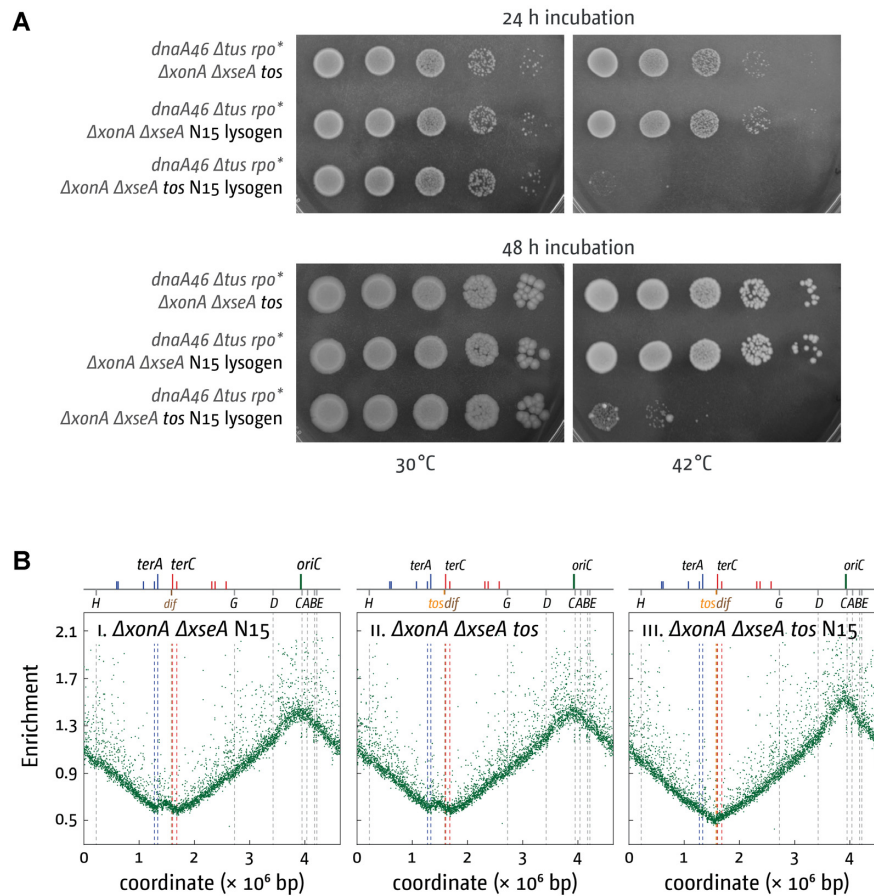 A
24 h incubation
dnaA46 Δtus rpo*
ΔxonA ΔxseA tos
dnaA46 Δtus rpo*
ΔxonA ΔxseA N15 lysogen
dnaA46 Δtus rpo*
ΔxonA ΔxseA tos N15 lysogen
48 h incubation
dnaA46 Δtus rpo*
ΔxonA ΔxseA tos
dnaA46 Δtus rpo*
ΔxonA ΔxseA N15 lysogen
dnaA46 Δtus rpo*
ΔxonA ΔxseA tos N15 lysogen
30°C 42°C
B
terA terC oriC terA terC oriC terA terC oriC
H dif G D CABE H tosdif G D CABE H tosdif G D CABE
I. ΔxonA ΔxseA N15 II. ΔxonA ΔxseA tos III. ΔxonA ΔxseA tos N15
Enrichment
2.1
1.7
1.3
0.9
0.5
0 1 2 3 4 0 1 2 3 4 0 1 2 3 4
coordinate (× 10⁶ bp) coordinate (× 10⁶ bp) coordinate (× 10⁶ bp)